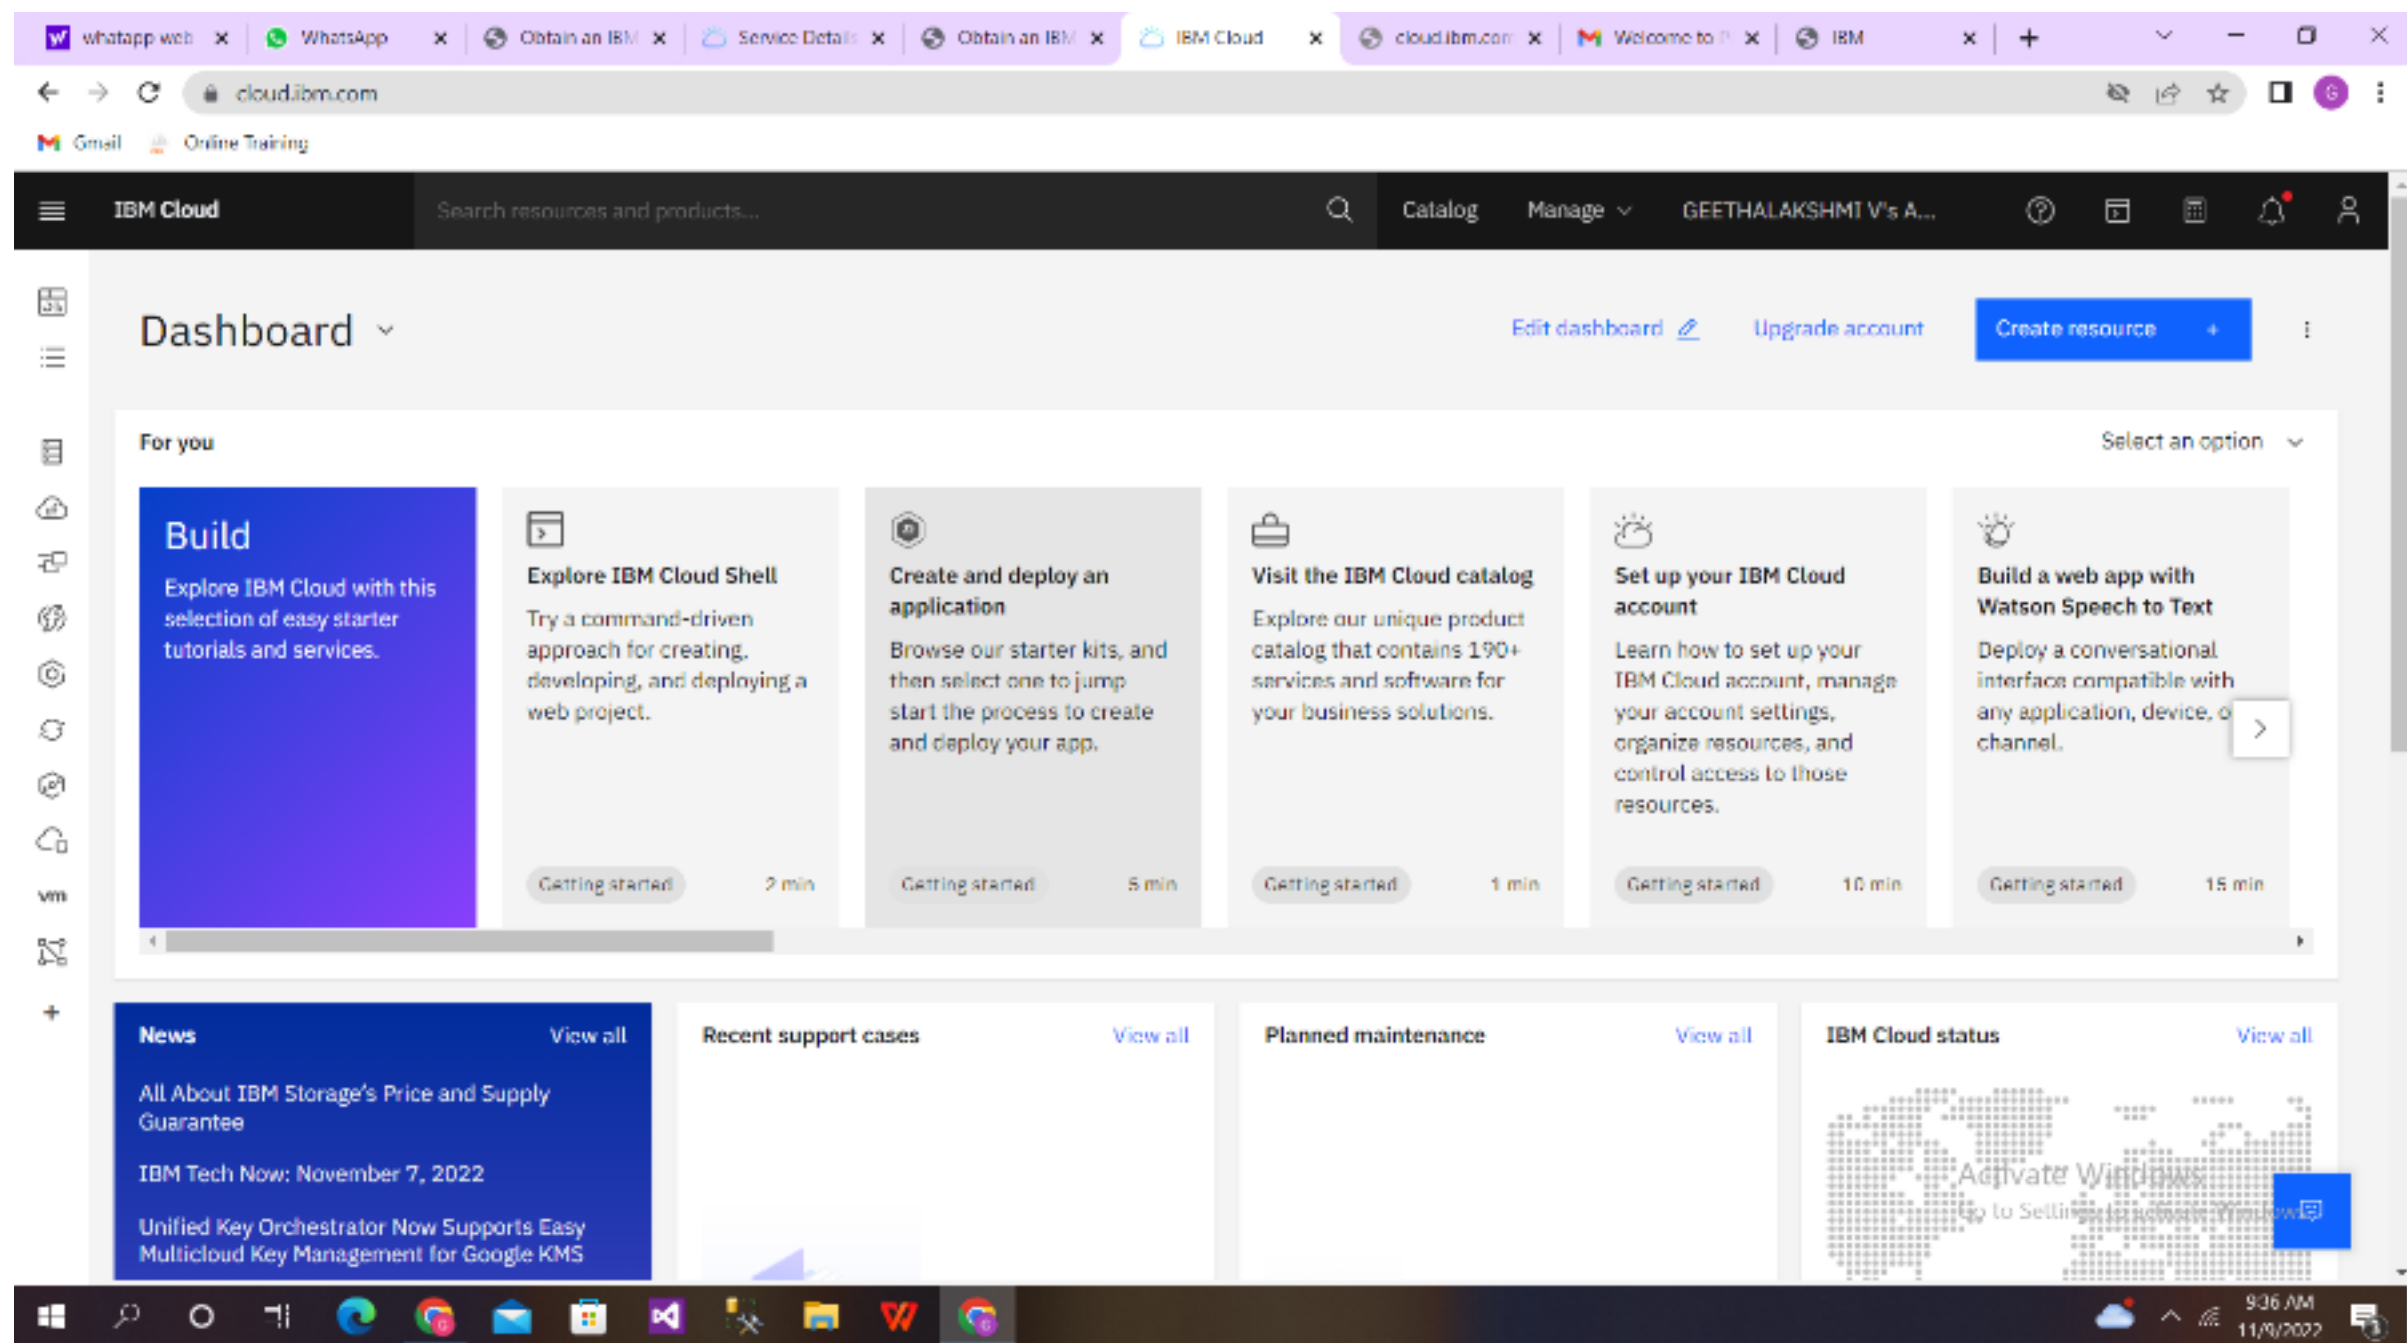 whatapp web
WhatsApp
Obtain an IBM
Service Details
Obtain an IBM
IBM Cloud
cloud.ibm.com
Welcome to
IBM
cloud.ibm.com
G
Gmail
Online Training
IBM Cloud
Search resources and products...
Catalog
Manage
GEETHALAKSHMI V's A...
Dashboard
Edit dashboard
Upgrade account
Create resource +
For you
Select an option
Build
Explore IBM Cloud with this
selection of easy starter
tutorials and services.
Explore IBM Cloud Shell
Try a command-driven
approach for creating,
developing, and deploying a
web project.
Getting started
2 min
Create and deploy an
application
Browse our starter kits, and
then select one to jump
start the process to create
and deploy your app.
Getting started
5 min
Visit the IBM Cloud catalog
Explore our unique product
catalog that contains 190+
services and software for
your business solutions.
Getting started
1 min
Set up your IBM Cloud
account
Learn how to set up your
IBM Cloud account, manage
your account settings,
organize resources, and
control access to those
resources.
Getting started
10 min
Build a web app with
Watson Speech to Text
Deploy a conversational
interface compatible with
any application, device, o
channel.
Getting started
15 min
vm
News
View all
All About IBM Storage's Price and Supply
Guarantee
IBM Tech Now: November 7, 2022
Unified Key Orchestrator Now Supports Easy
Multicloud Key Management for Google KMS
Recent support cases
View all
Planned maintenance
View all
IBM Cloud status
View all
Activate Windows
Go to Settings to activate Windows.
9:36 AM
11/9/2022